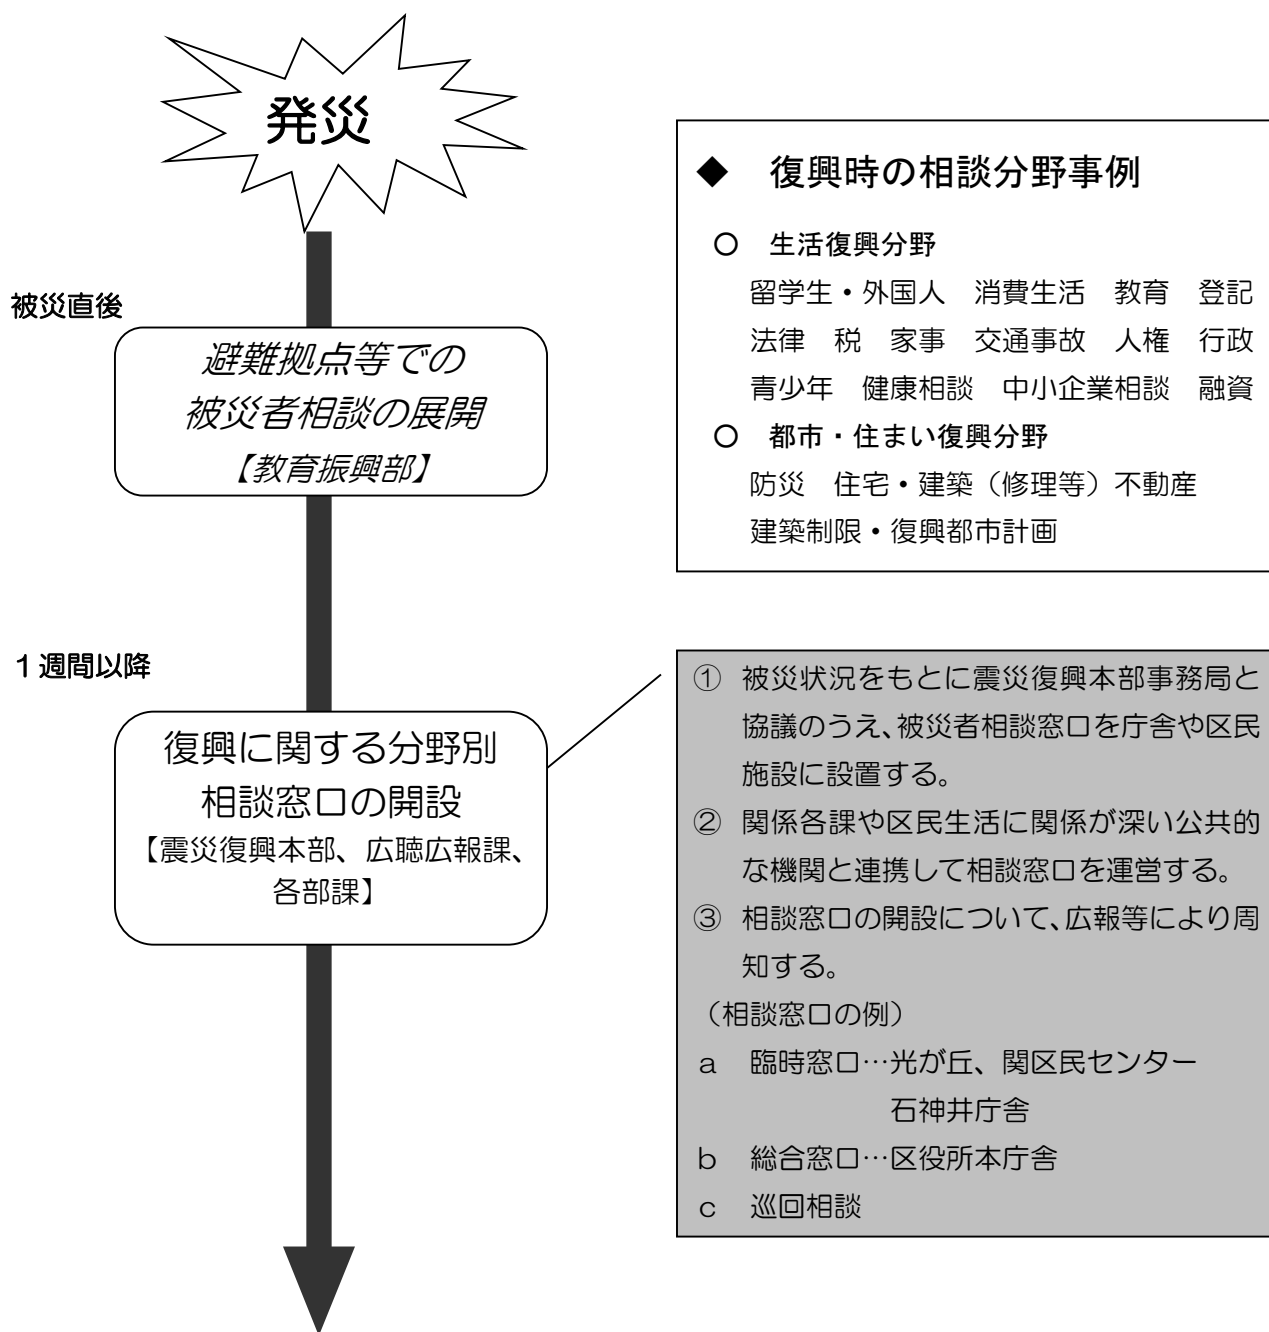 発災
被災直後
避難拠点等での
被災者相談の展開
【教育振興部】
１週間以降
復興に関する分野別
相談窓口の開設
【震災復興本部、広聴広報課、
各部課】
◆　復興時の相談分野事例
○　生活復興分野
留学生・外国人　消費生活　教育　登記
法律　税　家事　交通事故　人権　行政
青少年　健康相談　中小企業相談　融資
○　都市・住まい復興分野
防災　住宅・建築（修理等）不動産
建築制限・復興都市計画
①　被災状況をもとに震災復興本部事務局と
協議のうえ、被災者相談窓口を庁舎や区民
施設に設置する。
②　関係各課や区民生活に関係が深い公共的
な機関と連携して相談窓口を運営する。
③　相談窓口の開設について、広報等により周
知する。
（相談窓口の例）
ａ　臨時窓口…光が丘、関区民センター
石神井庁舎
ｂ　総合窓口…区役所本庁舎
ｃ　巡回相談